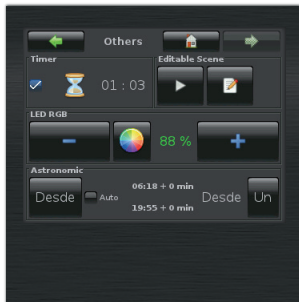 Others
Timer
Editable Scene
01 : 03
LED RGB
88 %
Astronomic
Desde
Auto
06:18 + 0 min
19:55 + 0 min
Desde
Un